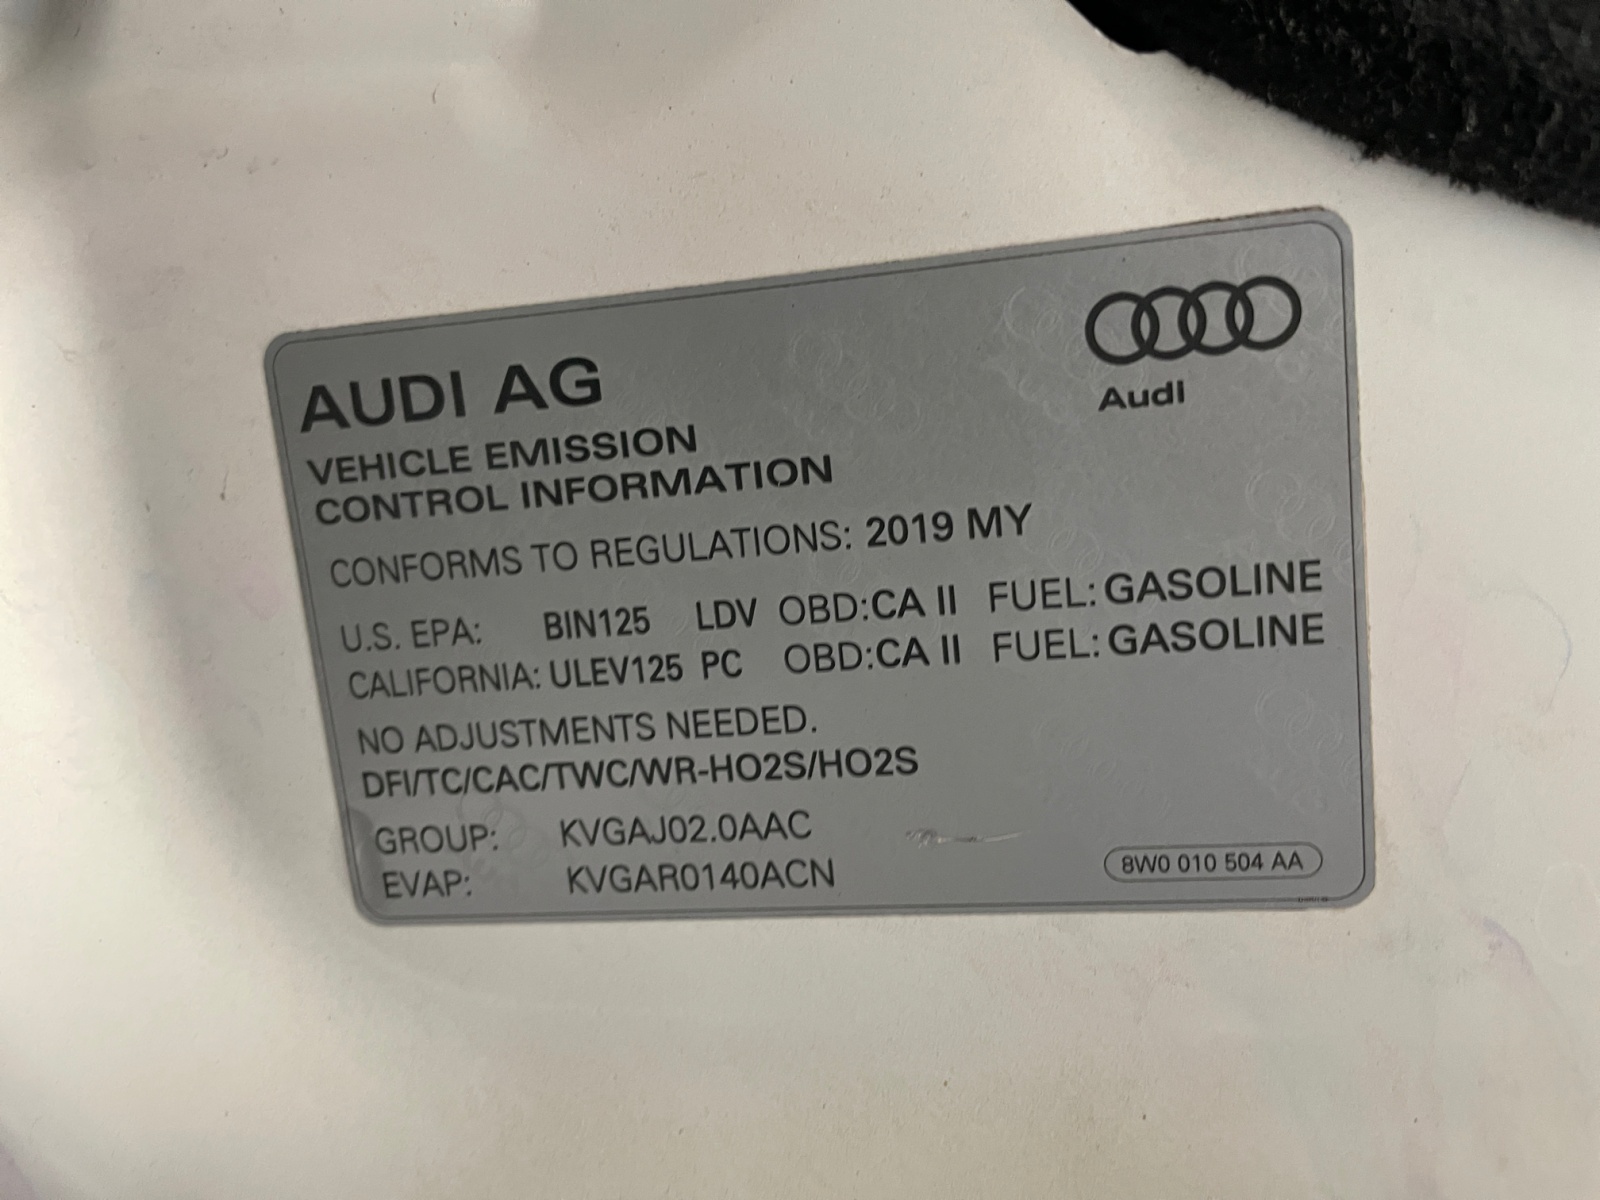 AUDI AG
Audi
VEHICLE EMISSION
CONTROL INFORMATION
CONFORMS TO REGULATIONS: 2019 MY
U.S. EPA: BIN125 LDV OBD:CA II FUEL: GASOLINE
CALIFORNIA: ULEV125 PC OBD:CA II FUEL: GASOLINE
NO ADJUSTMENTS NEEDED.
DFI/TC/CAC/TWC/WR-HO2S/HO2S
GROUP: KVGAJ02.0AAC
EVAP: KVGAR0140ACN
8W0 010 504 AA